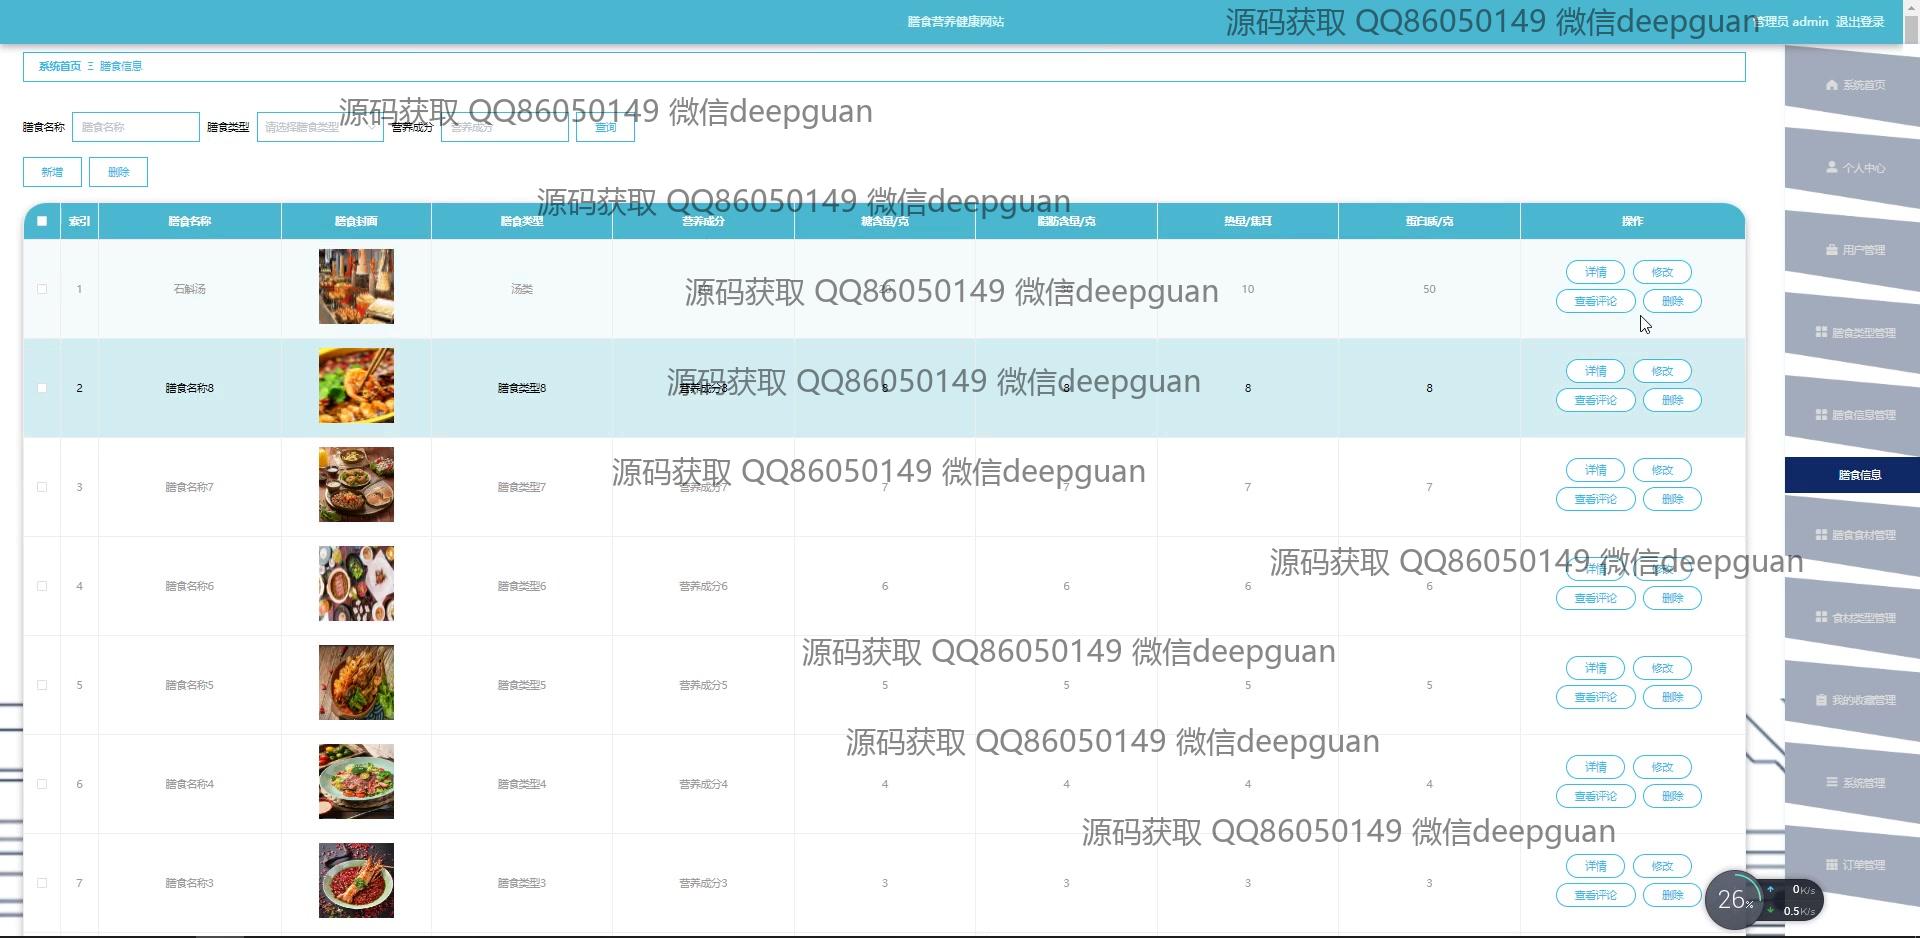 膳食营养健康网站
源码获取 QQ86050149 微信deepguan
管理员 admin 退出登录
系统首页 Ξ 膳食信息
源码获取 QQ86050149 微信deepguan
膳食名称 膳食名称 膳食类型 请选择膳食类型 营养成分 营养成分 查询
新增 删除
源码获取 QQ86050149 微信deepguan
索引 膳食名称 膳食封面 膳食类型 营养成分 糖含量/克 脂肪含量/克 热量/焦耳 蛋白质/克 操作
1 石斛汤 汤类 10 50 详情 修改 查看评论 删除
源码获取 QQ86050149 微信deepguan
2 膳食名称8 膳食类型8 营养成分8 8 8 8 8 详情 修改 查看评论 删除
源码获取 QQ86050149 微信deepguan
3 膳食名称7 膳食类型7 营养成分7 7 7 7 7 详情 修改 查看评论 删除
源码获取 QQ86050149 微信deepguan
4 膳食名称6 膳食类型6 营养成分6 6 6 6 6 详情 修改 查看评论 删除
源码获取 QQ86050149 微信deepguan
5 膳食名称5 膳食类型5 营养成分5 5 5 5 5 详情 修改 查看评论 删除
源码获取 QQ86050149 微信deepguan
6 膳食名称4 膳食类型4 营养成分4 4 4 4 4 详情 修改 查看评论 删除
源码获取 QQ86050149 微信deepguan
7 膳食名称3 膳食类型3 营养成分3 3 3 3 3 详情 修改 查看评论 删除
源码获取 QQ86050149 微信deepguan
系统首页
个人中心
用户管理
膳食类型管理
膳食信息管理
膳食信息
膳食食材管理
食材类型管理
我的收藏管理
系统管理
订单管理
26%
0K/s
0.5K/s